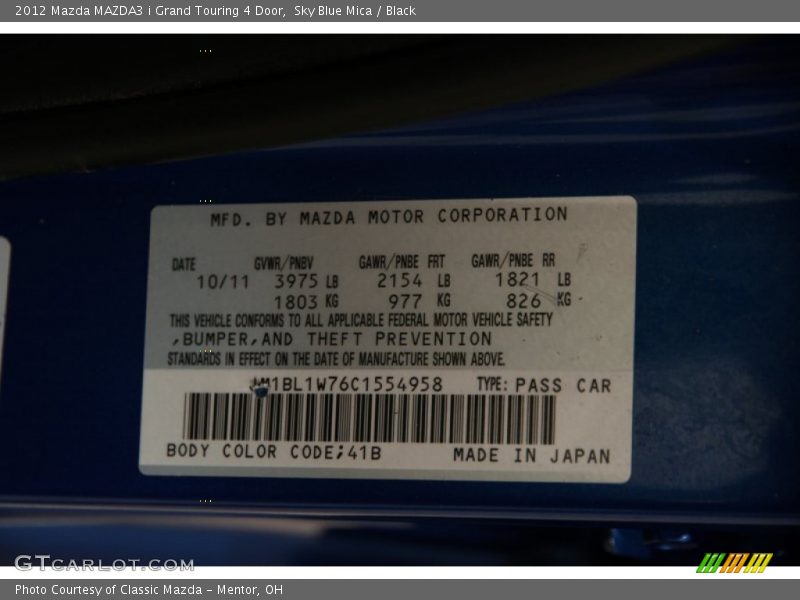 2012 Mazda MAZDA3 i Grand Touring 4 Door, Sky Blue Mica / Black
MFD. BY MAZDA MOTOR CORPORATION
DATE GVWR/PNBV GAWR/PNBE FRT GAWR/PNBE RR
10/11 3975 LB 2154 LB 1821 LB
1803 KG 977 KG 826 KG
THIS VEHICLE CONFORMS TO ALL APPLICABLE FEDERAL MOTOR VEHICLE SAFETY
,BUMPER,AND THEFT PREVENTION
STANDARDS IN EFFECT ON THE DATE OF MANUFACTURE SHOWN ABOVE.
TYPE: PASS CAR
BODY COLOR CODE;41B MADE IN JAPAN
GTCARLOT.COM
Photo Courtesy of Classic Mazda - Mentor, OH